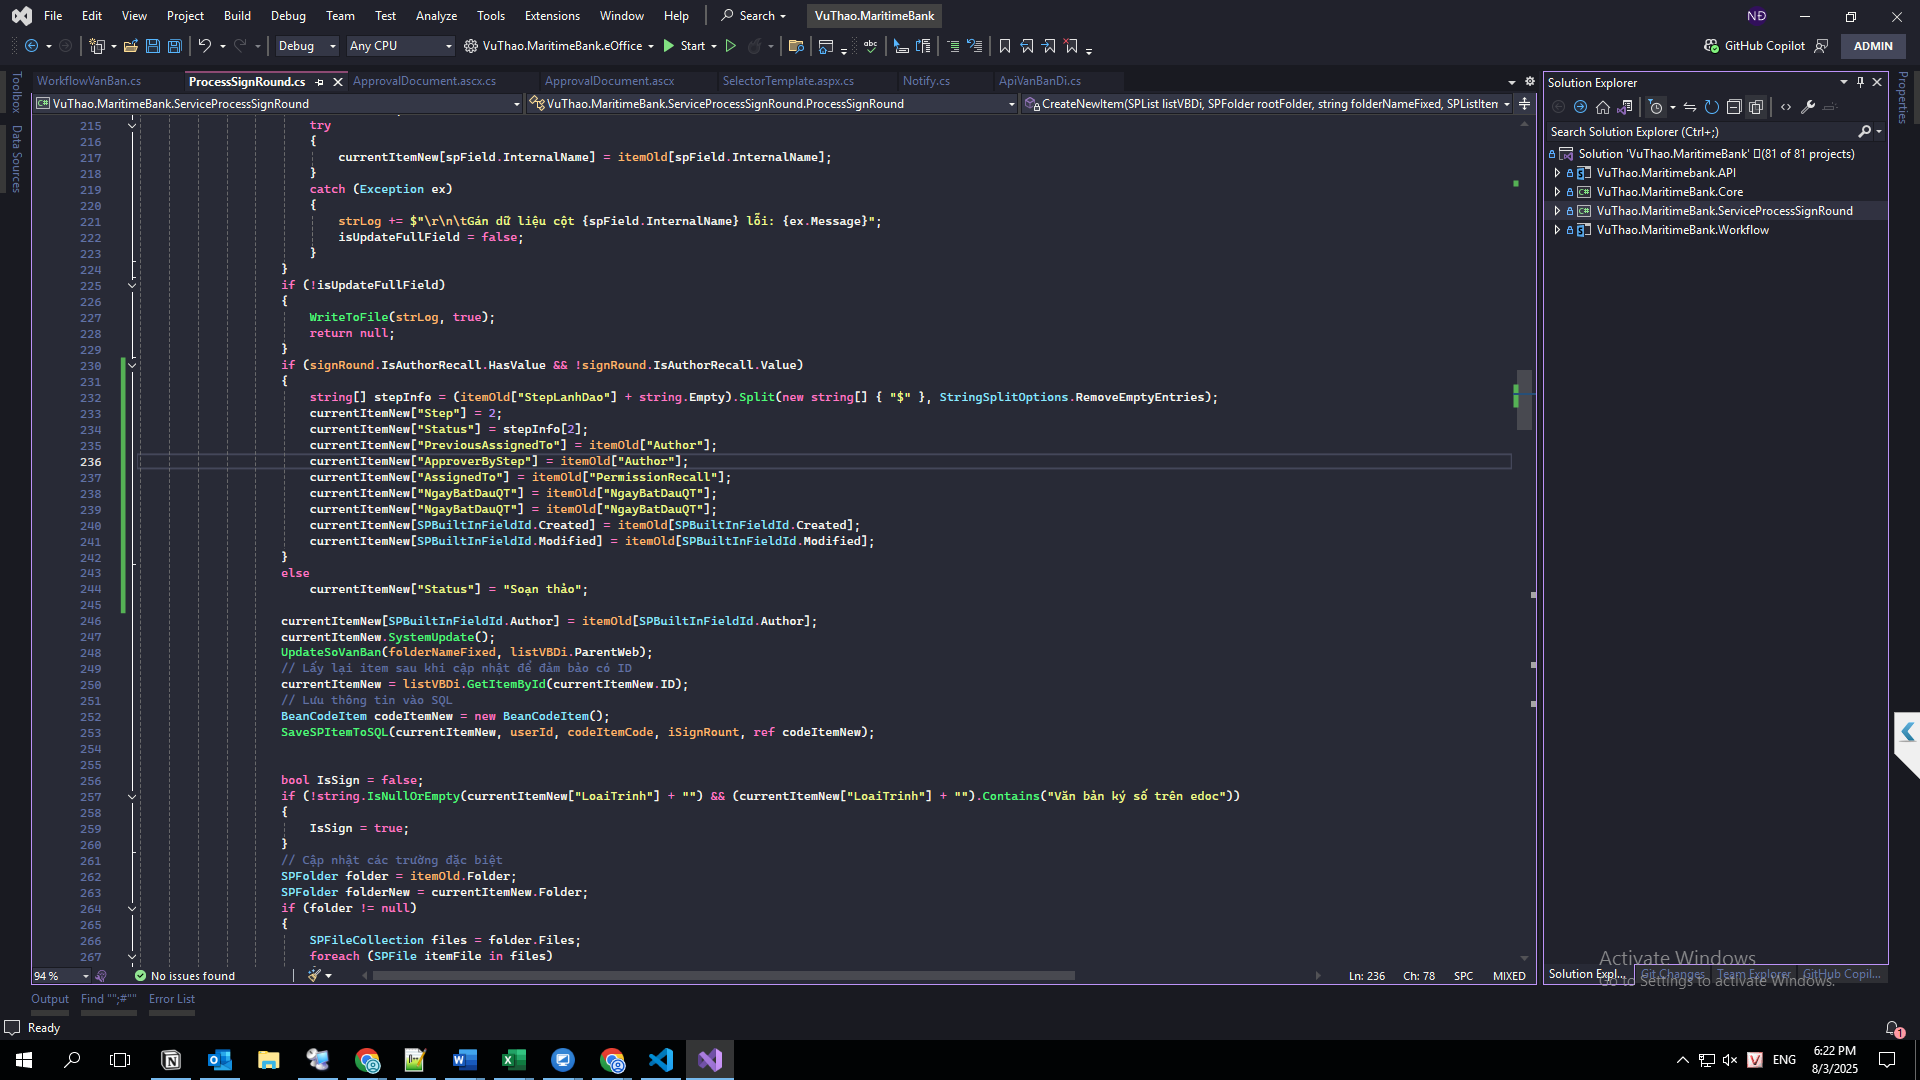 File Edit View Project Build Debug Team Test Analyze Tools Extensions Window Help Search VuThao.MaritimeBank NĐ
Debug Any CPU VuThao.MaritimeBank.eOffice Start GitHub Copilot ADMIN
WorkflowVanBan.cs ProcessSignRound.cs ApprovalDocument.ascx.cs ApprovalDocument.ascx SelectorTemplate.aspx.cs Notify.cs ApiVanBanDi.cs
VuThao.MaritimeBank.ServiceProcessSignRound VuThao.MaritimeBank.ServiceProcessSignRound.ProcessSignRound CreateNewItem(SPList listVBDi, SPFolder rootFolder, string folderNameFixed, SPListItem
Toolbox
Data Sources
215 try
216 {
217 currentItemNew[spField.InternalName] = itemOld[spField.InternalName];
218 }
219 catch (Exception ex)
220 {
221 strLog += $"\r\n\tGán dữ liệu cột {spField.InternalName} lỗi: {ex.Message}";
222 isUpdateFullField = false;
223 }
224 }
225 if (!isUpdateFullField)
226 {
227 WriteToFile(strLog, true);
228 return null;
229 }
230 if (signRound.IsAuthorRecall.HasValue && !signRound.IsAuthorRecall.Value)
231 {
232 string[] stepInfo = (itemOld["StepLanhDao"] + string.Empty).Split(new string[] { "$" }, StringSplitOptions.RemoveEmptyEntries);
233 currentItemNew["Step"] = 2;
234 currentItemNew["Status"] = stepInfo[2];
235 currentItemNew["PreviousAssignedTo"] = itemOld["Author"];
236 currentItemNew["ApproverByStep"] = itemOld["Author"];
237 currentItemNew["AssignedTo"] = itemOld["PermissionRecall"];
238 currentItemNew["NgayBatDauQT"] = itemOld["NgayBatDauQT"];
239 currentItemNew["NgayBatDauQT"] = itemOld["NgayBatDauQT"];
240 currentItemNew[SPBuiltInFieldId.Created] = itemOld[SPBuiltInFieldId.Created];
241 currentItemNew[SPBuiltInFieldId.Modified] = itemOld[SPBuiltInFieldId.Modified];
242 }
243 else
244 currentItemNew["Status"] = "Soạn thảo";
245
246 currentItemNew[SPBuiltInFieldId.Author] = itemOld[SPBuiltInFieldId.Author];
247 currentItemNew.SystemUpdate();
248 UpdateSoVanBan(folderNameFixed, listVBDi.ParentWeb);
249 // Lấy lại item sau khi cập nhật để đảm bảo có ID
250 currentItemNew = listVBDi.GetItemById(currentItemNew.ID);
251 // Lưu thông tin vào SQL
252 BeanCodeItem codeItemNew = new BeanCodeItem();
253 SaveSPItemToSQL(currentItemNew, userId, codeItemCode, iSignRount, ref codeItemNew);
254
255
256 bool IsSign = false;
257 if (!string.IsNullOrEmpty(currentItemNew["LoaiTrinh"] + "") && (currentItemNew["LoaiTrinh"] + "").Contains("Văn bản ký số trên edoc"))
258 {
259 IsSign = true;
260 }
261 // Cập nhật các trường đặc biệt
262 SPFolder folder = itemOld.Folder;
263 SPFolder folderNew = currentItemNew.Folder;
264 if (folder != null)
265 {
266 SPFileCollection files = folder.Files;
267 foreach (SPFile itemFile in files)
94 % No issues found Ln: 236 Ch: 78 SPC MIXED
Solution Explorer
Search Solution Explorer (Ctrl+;)
Solution 'VuThao.MaritimeBank' (81 of 81 projects)
VuThao.Maritimebank.API
VuThao.MaritimeBank.Core
VuThao.MaritimeBank.ServiceProcessSignRound
VuThao.MaritimeBank.Workflow
Properties
Activate Windows
Go to Settings to activate Windows.
Solution Expl... Git Changes Team Explorer GitHub Copil...
Output Find "";#"" Error List
Ready
1
ENG
6:22 PM
8/3/2025